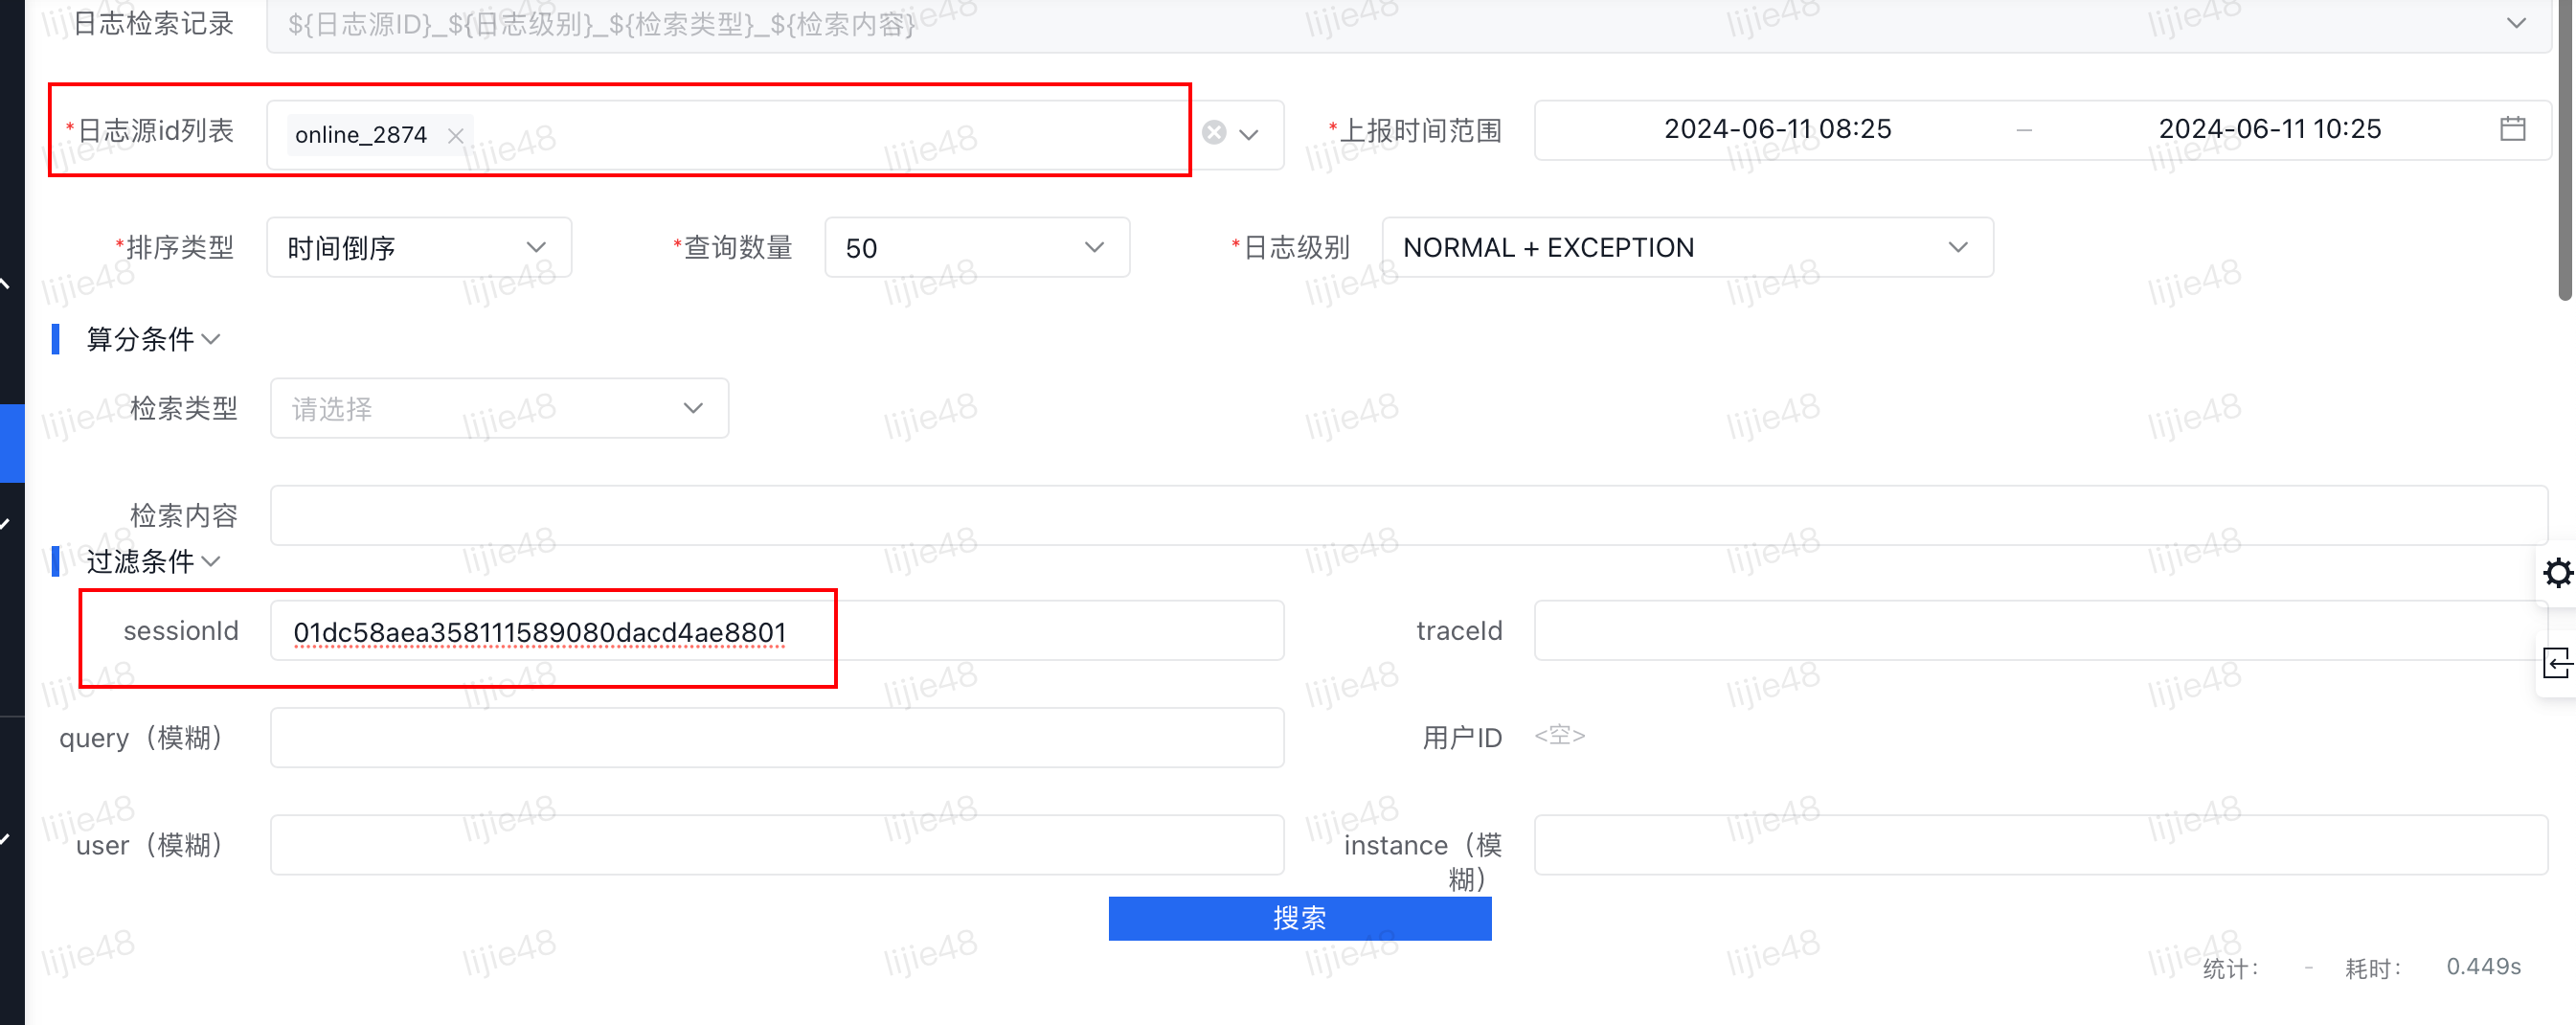 日志检索记录 ${日志源ID}_${日志级别}_${检索类型}_${检索内容}
*日志源id列表 online_2874 × *上报时间范围 2024-06-11 08:25 – 2024-06-11 10:25
*排序类型 时间倒序 *查询数量 50 *日志级别 NORMAL + EXCEPTION
算分条件
检索类型 请选择
检索内容
过滤条件
sessionId 01dc58aea358111589080dacd4ae8801 traceId
query（模糊） 用户ID <空>
user（模糊） instance（模
糊）
搜索
统计： - 耗时： 0.449s
lijie48